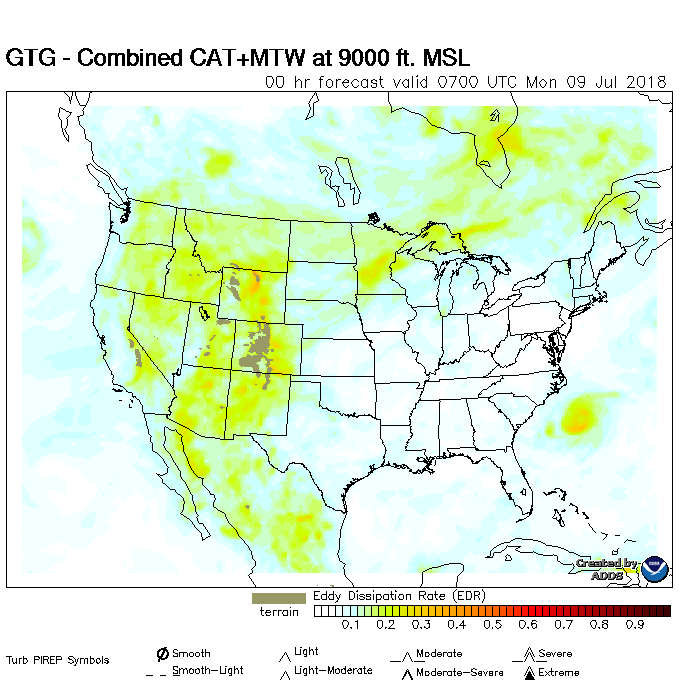 GTG - Combined CAT+MTW at 9000 ft. MSL
00 hr forecast valid 0700 UTC Mon 09 Jul 2018
Created by
ADDS
Eddy Dissipation Rate (EDR)
terrain
0.1 0.2 0.3 0.4 0.5 0.6 0.7 0.8 0.9
Turb PIREP Symbols
Smooth Light Moderate Severe
Smooth-Light Light-Moderate Moderate-Severe Extreme